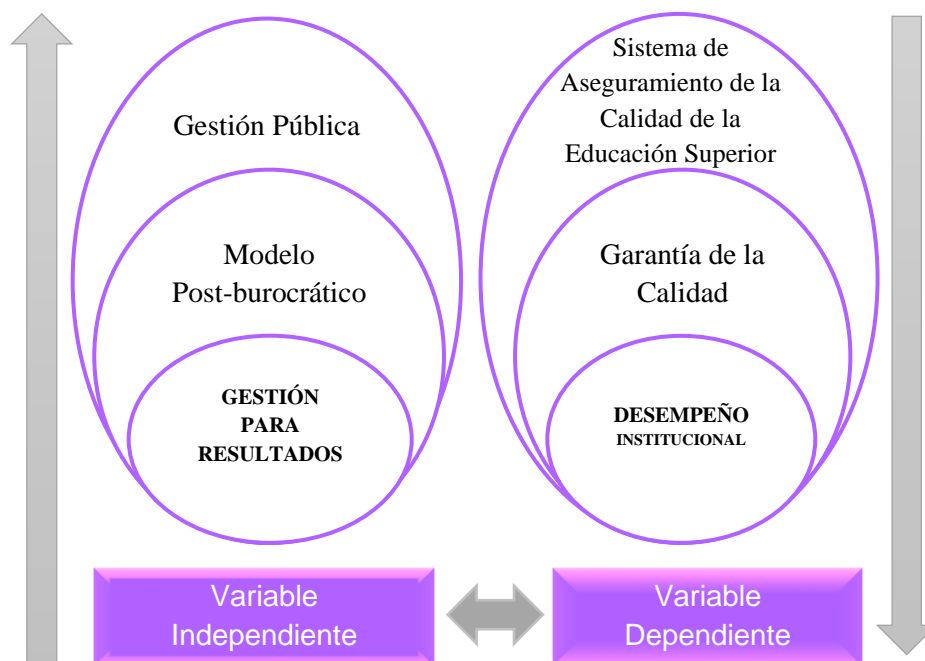 Gestión Pública
Modelo
Post-burocrático
GESTIÓN
PARA
RESULTADOS
Variable
Independiente
Sistema de
Aseguramiento de la
Calidad de la
Educación Superior
Garantía de la
Calidad
DESEMPEÑO
INSTITUCIONAL
Variable
Dependiente